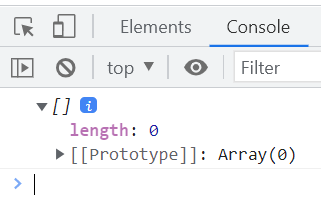 Elements Console
top Filter
[] i
length: 0
[[Prototype]]: Array(0)